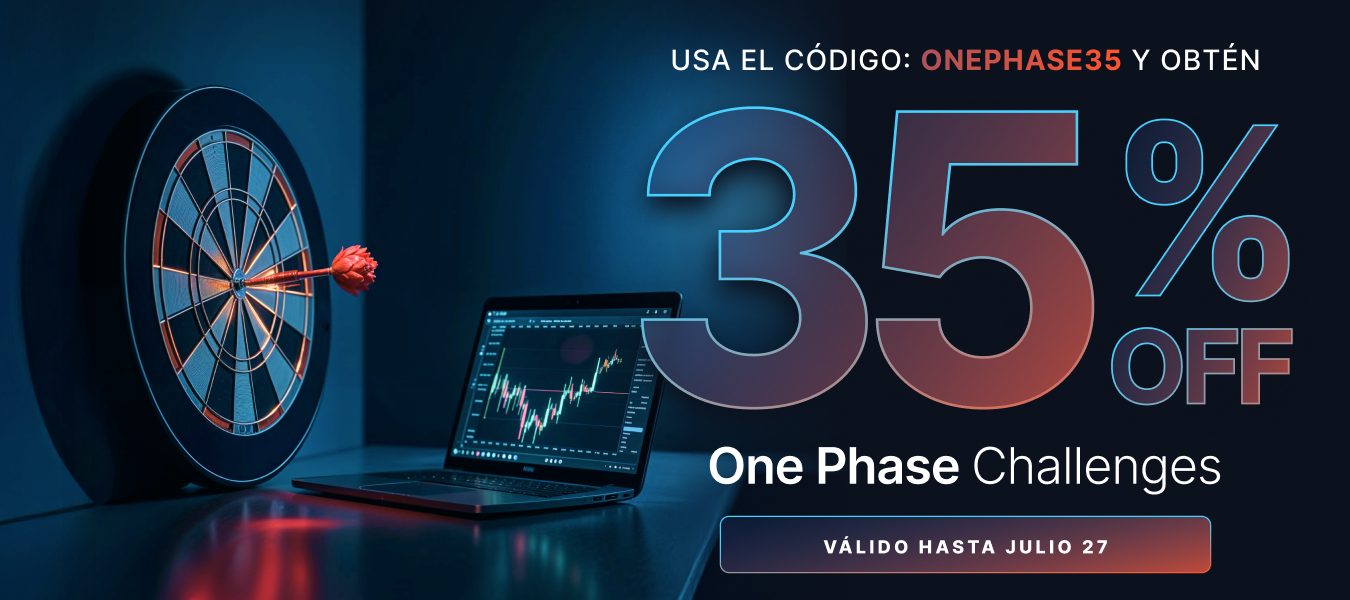 USA EL CÓDIGO: ONEPHASE35 Y OBTÉN
35%
OFF
One Phase Challenges
VÁLIDO HASTA JULIO 27